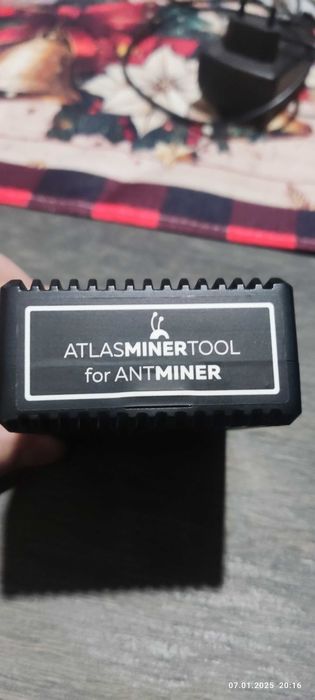 ATLASMINERTOOL
for ANTMINER
07.01.2025 20:16